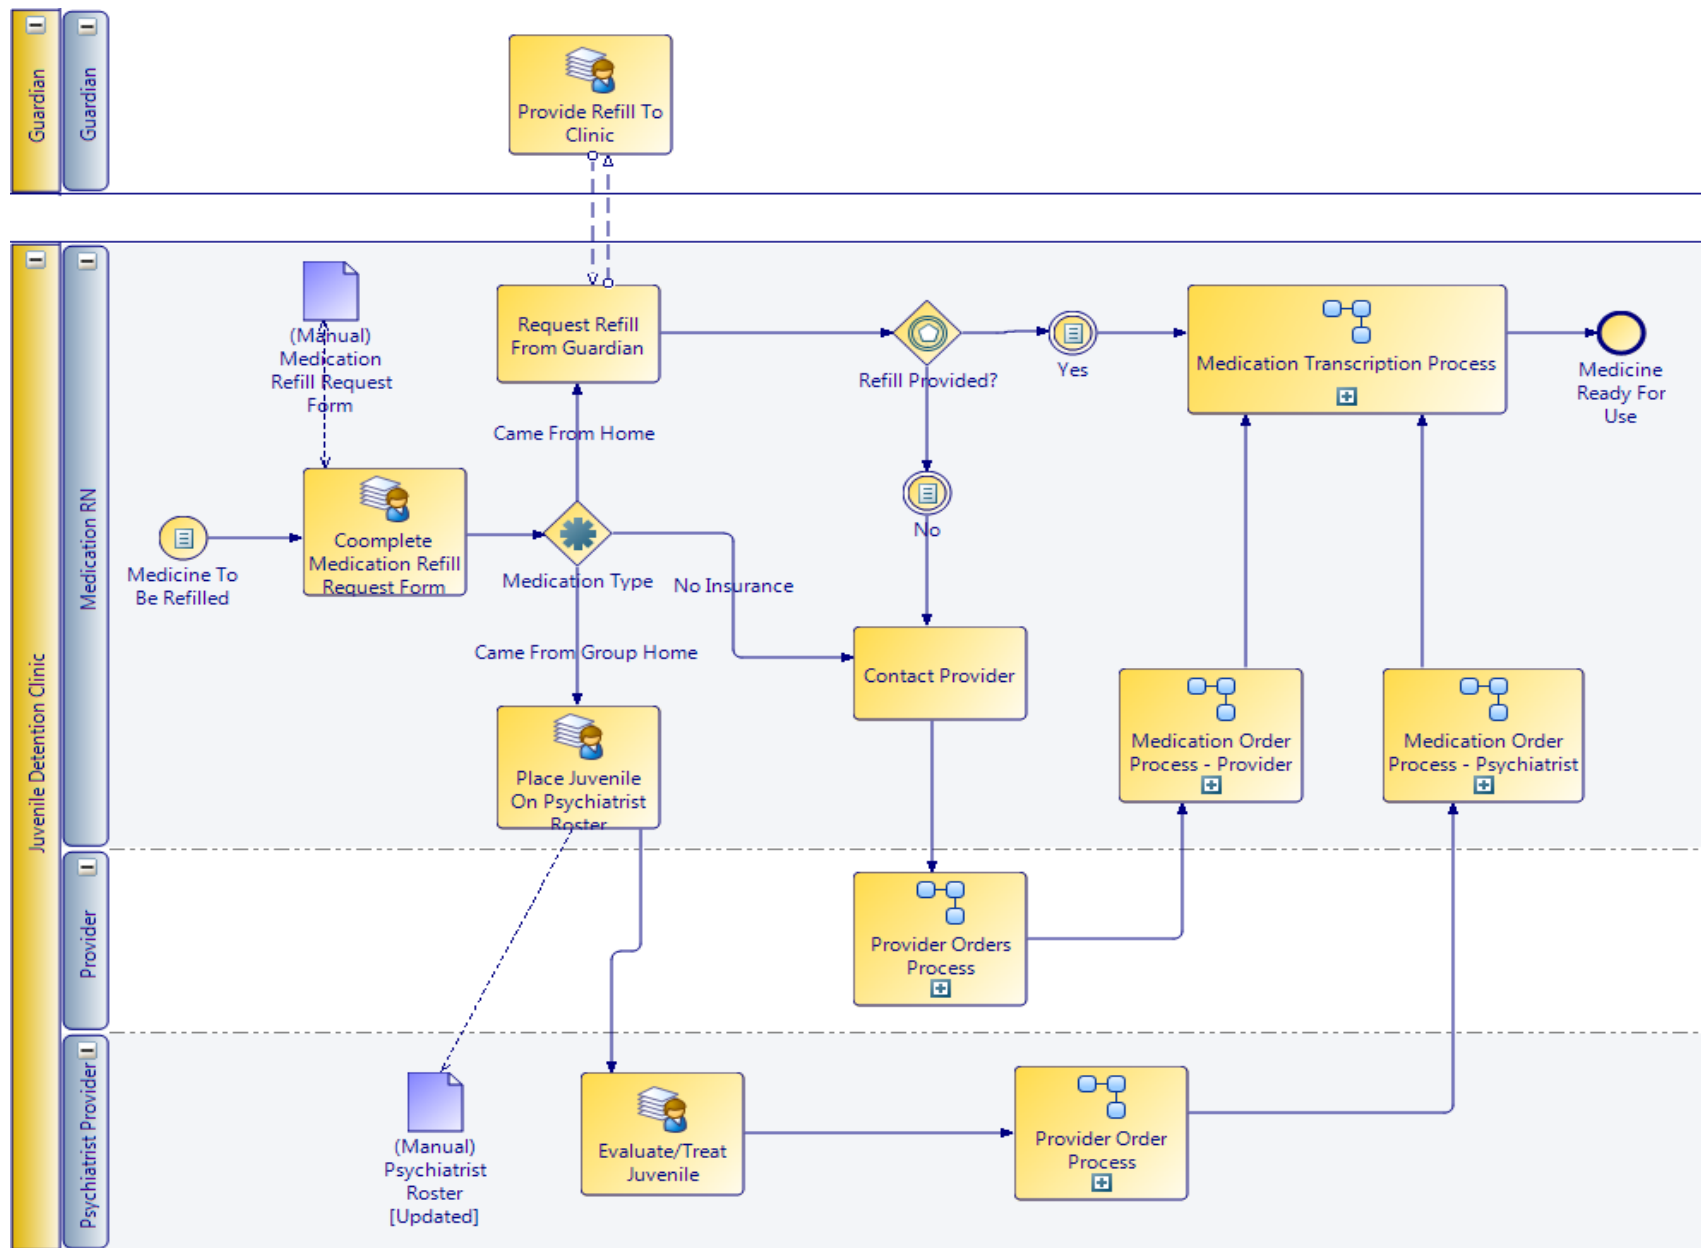 Guardian
Guardian
Provide Refill To
Clinic
Juvenile Detention Clinic
Medication RN
(Manual)
Medication
Refill Request
Form
Request Refill
From Guardian
Refill Provided?
Yes
Medication Transcription Process
Medicine
Ready For
Use
Came From Home
No
Medicine To
Be Refilled
Coomplete
Medication Refill
Request Form
Medication Type
No Insurance
Came From Group Home
Contact Provider
Place Juvenile
On Psychiatrist
Roster
Medication Order
Process - Provider
Medication Order
Process - Psychiatrist
Provider
Provider Orders
Process
Psychiatrist Provider
(Manual)
Psychiatrist
Roster
[Updated]
Evaluate/Treat
Juvenile
Provider Order
Process